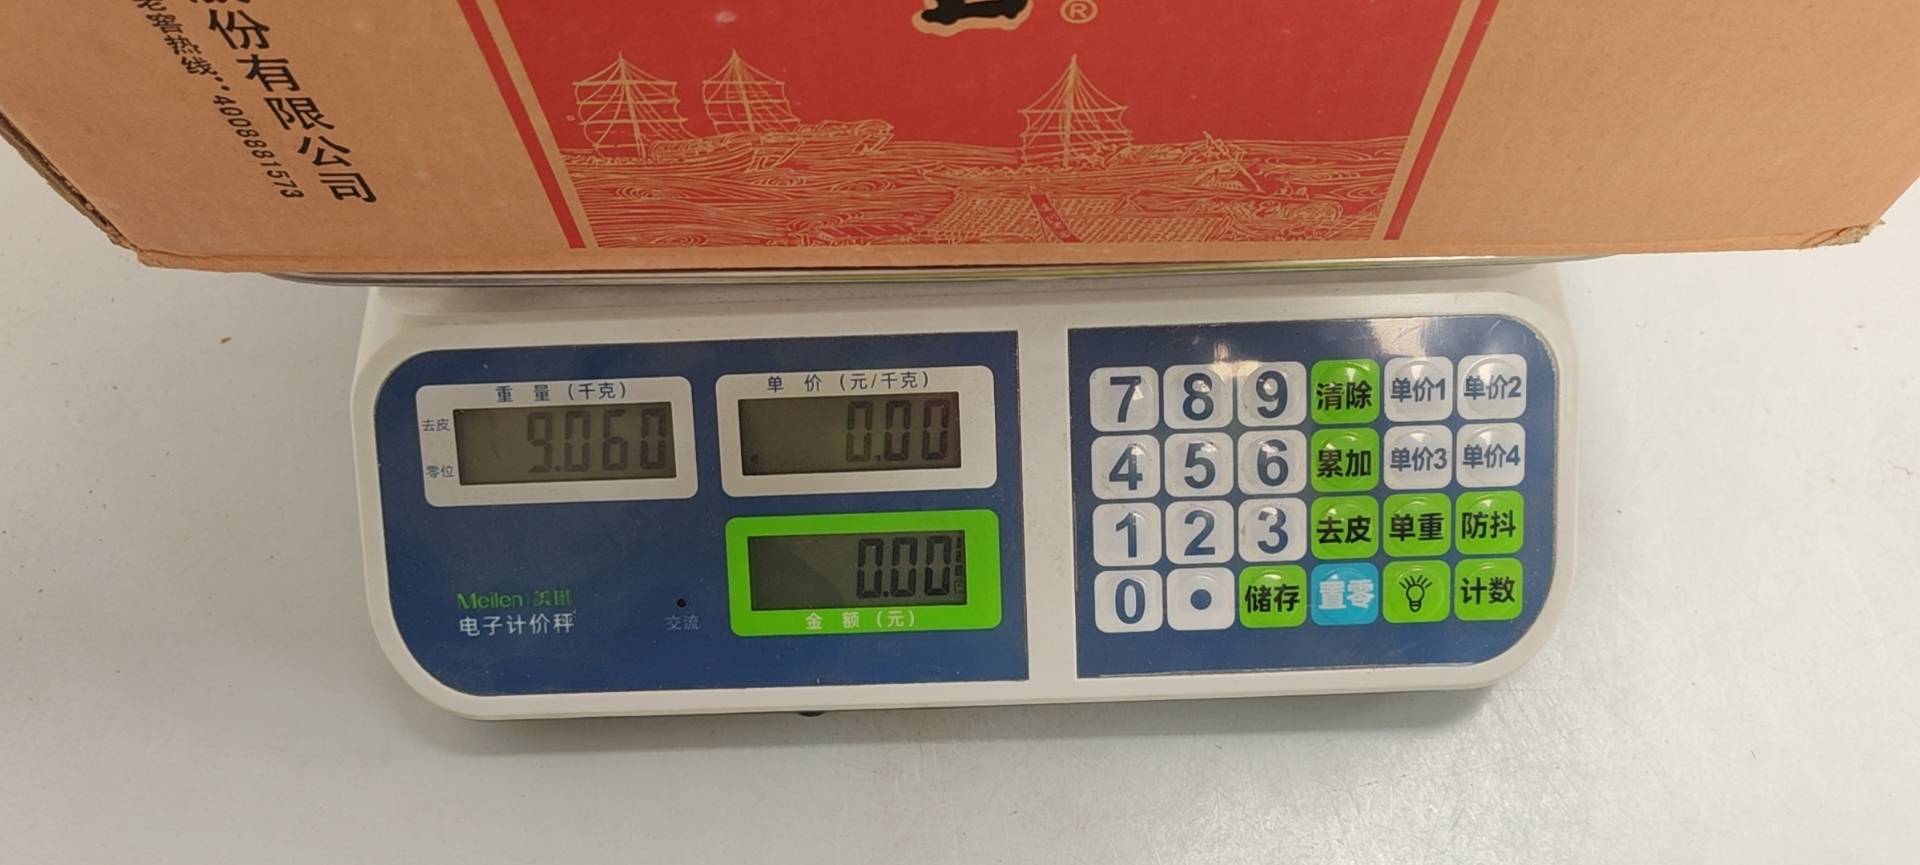 股份有限公司
老窖热线：4008881573
®
重 量（千克）
单 价（元/千克）
去皮
9.060
0.00
零位
0.00
金 额（元）
Meilen 美琳
电子计价秤
交流
7 8 9 清除 单价1 单价2
4 5 6 累加 单价3 单价4
1 2 3 去皮 单重 防抖
0 . 储存 置零 计数